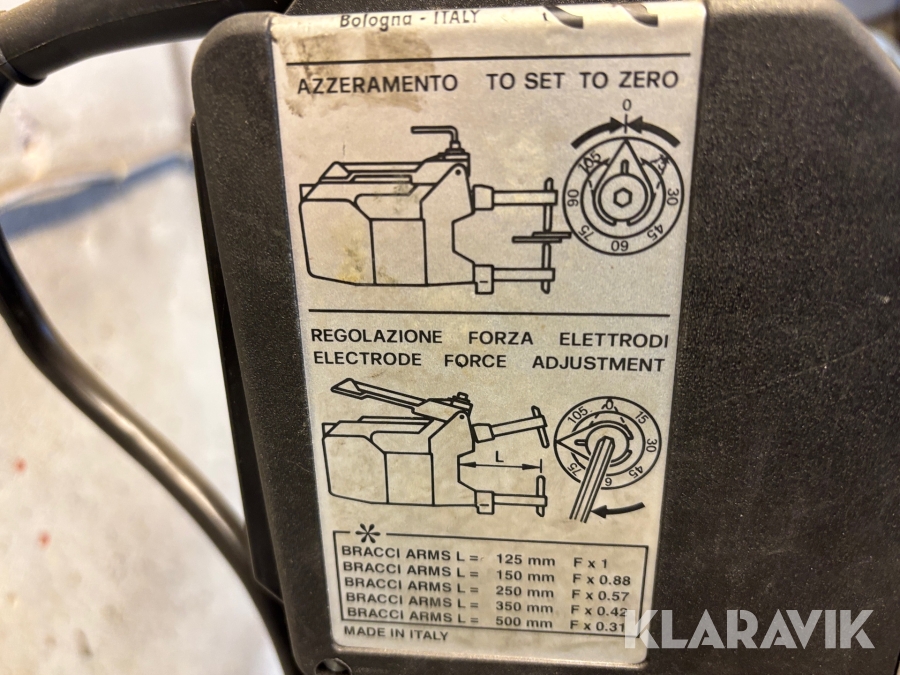 Bologna - ITALY
AZZERAMENTO TO SET TO ZERO
0
105 15
90 30
75 45
60
REGOLAZIONE FORZA ELETTRODI
ELECTRODE FORCE ADJUSTMENT
105 0 15
30
L
75 45
6
*
BRACCI ARMS L = 125 mm F x 1
BRACCI ARMS L = 150 mm F x 0.88
BRACCI ARMS L = 250 mm F x 0.57
BRACCI ARMS L = 350 mm F x 0.42
BRACCI ARMS L = 500 mm F x 0.31
MADE IN ITALY
KLARAVIK